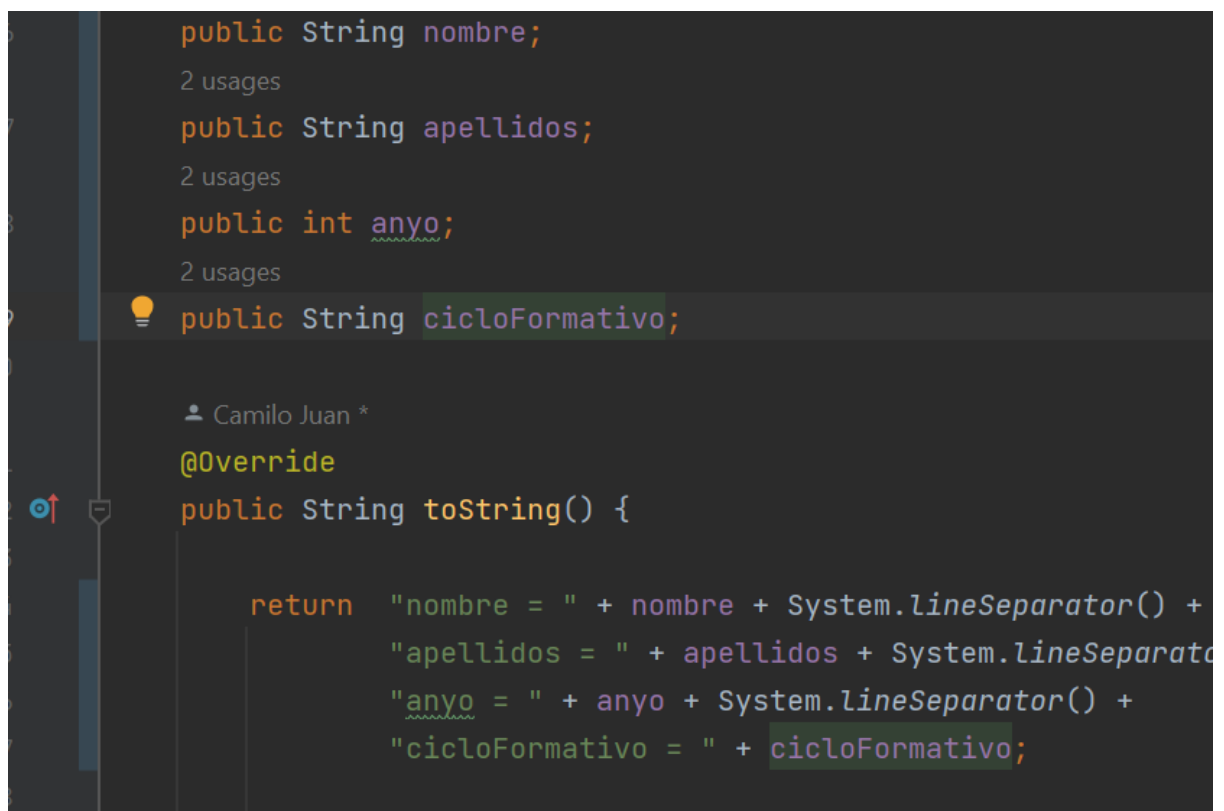 public String nombre;
2 usages
public String apellidos;
2 usages
public int anyo;
2 usages
public String cicloFormativo;
Camilo Juan *
@Override
public String toString() {
return "nombre = " + nombre + System.lineSeparator() +
"apellidos = " + apellidos + System.lineSeparato
"anyo = " + anyo + System.lineSeparator() +
"cicloFormativo = " + cicloFormativo;